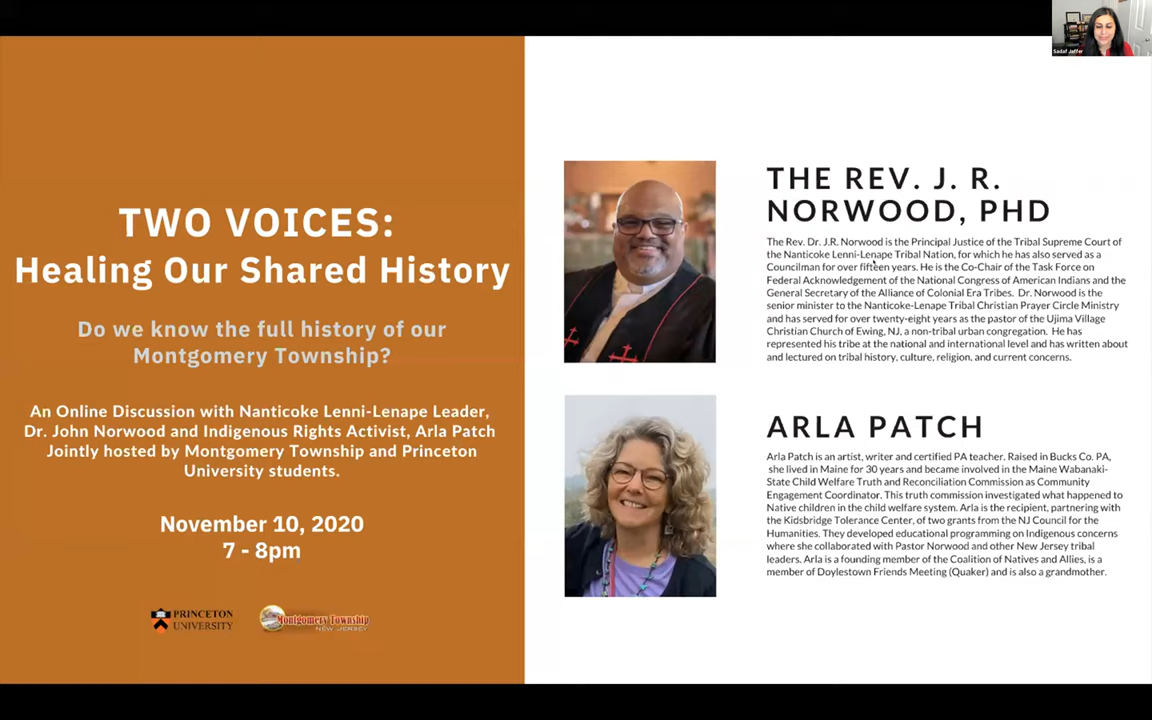 Sadaf Jaffer
TWO VOICES:
Healing Our Shared History
Do we know the full history of our
Montgomery Township?
An Online Discussion with Nanticoke Lenni-Lenape Leader,
Dr. John Norwood and Indigenous Rights Activist, Arla Patch
Jointly hosted by Montgomery Township and Princeton
University students.
November 10, 2020
7 - 8pm
PRINCETON
UNIVERSITY
Montgomery Township
NEW JERSEY
THE REV. J. R.
NORWOOD, PHD
The Rev. Dr. J.R. Norwood is the Principal Justice of the Tribal Supreme Court of
the Nanticoke Lenni-Lenape Tribal Nation, for which he has also served as a
Councilman for over fifteen years. He is the Co-Chair of the Task Force on
Federal Acknowledgement of the National Congress of American Indians and the
General Secretary of the Alliance of Colonial Era Tribes. Dr. Norwood is the
senior minister to the Nanticoke-Lenape Tribal Christian Prayer Circle Ministry
and has served for over twenty-eight years as the pastor of the Ujima Village
Christian Church of Ewing, NJ, a non-tribal urban congregation. He has
represented his tribe at the national and international level and has written about
and lectured on tribal history, culture, religion, and current concerns.
ARLA PATCH
Arla Patch is an artist, writer and certified PA teacher. Raised in Bucks Co. PA,
she lived in Maine for 30 years and became involved in the Maine Wabanaki-
State Child Welfare Truth and Reconciliation Commission as Community
Engagement Coordinator. This truth commission investigated what happened to
Native children in the child welfare system. Arla is the recipient, partnering with
the Kidsbridge Tolerance Center, of two grants from the NJ Council for the
Humanities. They developed educational programming on Indigenous concerns
where she collaborated with Pastor Norwood and other New Jersey tribal
leaders. Arla is a founding member of the Coalition of Natives and Allies, is a
member of Doylestown Friends Meeting (Quaker) and is also a grandmother.